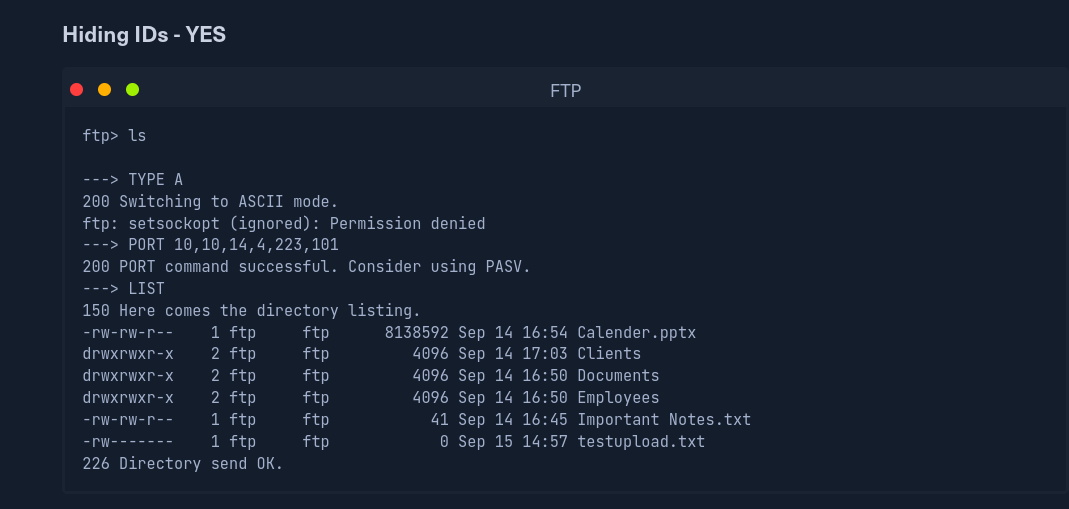 Hiding IDs - YES
FTP
ftp> ls
---> TYPE A
200 Switching to ASCII mode.
ftp: setsockopt (ignored): Permission denied
---> PORT 10,10,14,4,223,101
200 PORT command successful. Consider using PASV.
---> LIST
150 Here comes the directory listing.
-rw-rw-r--    1 ftp     ftp      8138592 Sep 14 16:54 Calender.pptx
drwxrwxr-x    2 ftp     ftp         4096 Sep 14 17:03 Clients
drwxrwxr-x    2 ftp     ftp         4096 Sep 14 16:50 Documents
drwxrwxr-x    2 ftp     ftp         4096 Sep 14 16:50 Employees
-rw-rw-r--    1 ftp     ftp           41 Sep 14 16:45 Important Notes.txt
-rw-------    1 ftp     ftp            0 Sep 15 14:57 testupload.txt
226 Directory send OK.